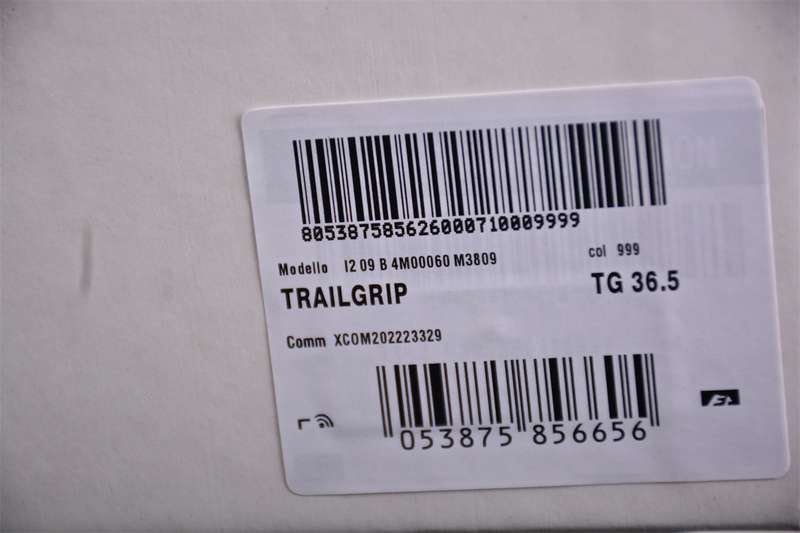 8053875856260007100099999
Modello I2 09 B 4M00060 M3809
col 999
TRAILGRIP
TG 36.5
Comm XCOM202223329
053875 856656